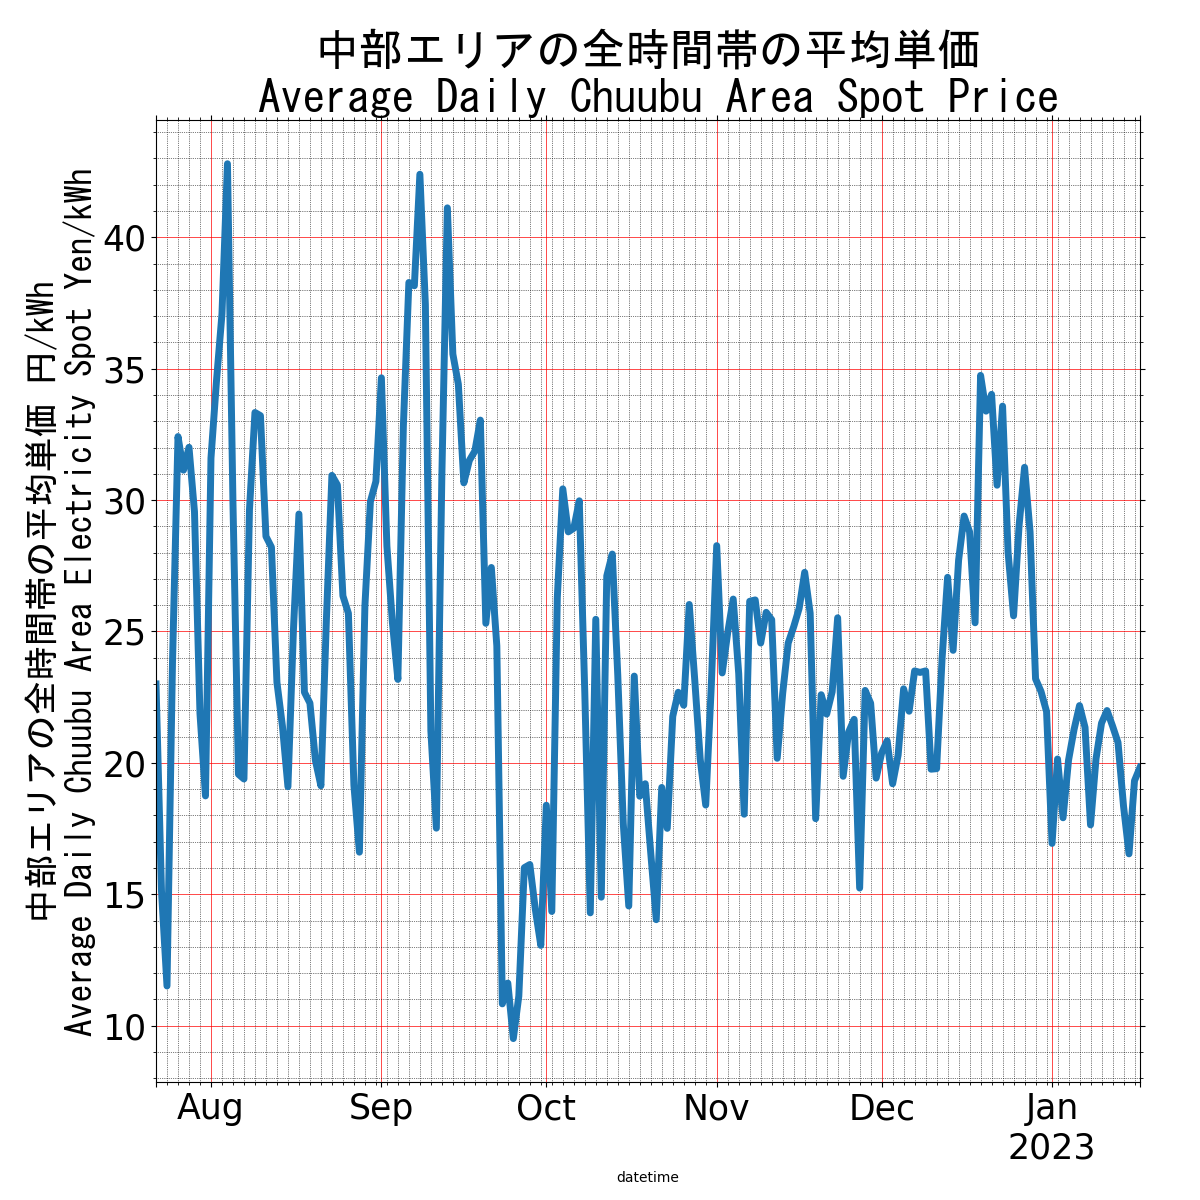 中部エリアの全時間帯の平均単価
Average Daily Chuubu Area Spot Price
中部エリアの全時間帯の平均単価 円/kWh
Average Daily Chuubu Area Electricity Spot Yen/kWh
40
35
30
25
20
15
10
Aug Sep Oct Nov Dec Jan
2023
datetime